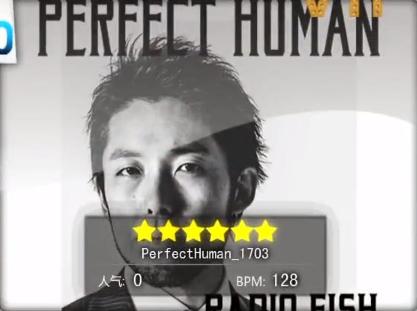 PERFECT HUMAN
PerfectHuman_1703
人气: 0
BPM: 128
RADIO FISH